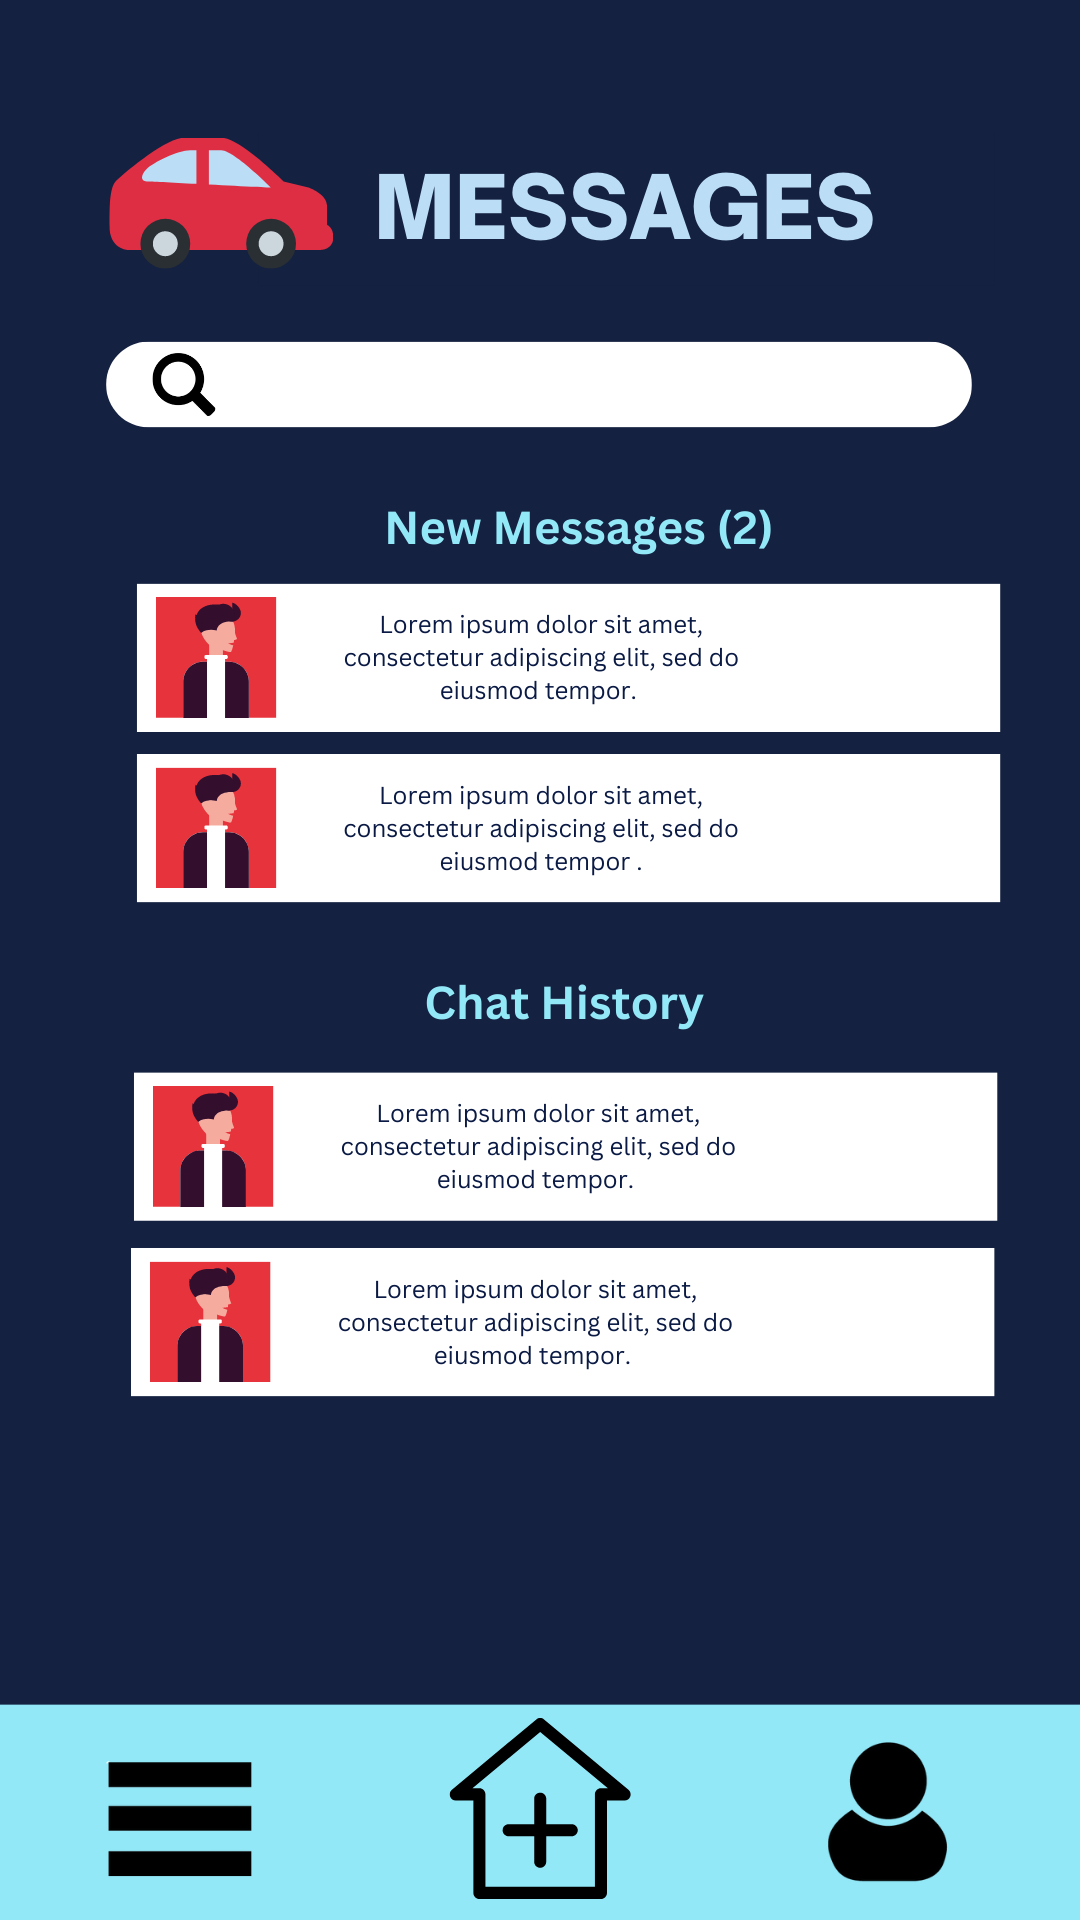 MESSAGES
New Messages (2)
Lorem ipsum dolor sit amet,
consectetur adipiscing elit, sed do
eiusmod tempor.
Lorem ipsum dolor sit amet,
consectetur adipiscing elit, sed do
eiusmod tempor .
Chat History
Lorem ipsum dolor sit amet,
consectetur adipiscing elit, sed do
eiusmod tempor.
Lorem ipsum dolor sit amet,
consectetur adipiscing elit, sed do
eiusmod tempor.